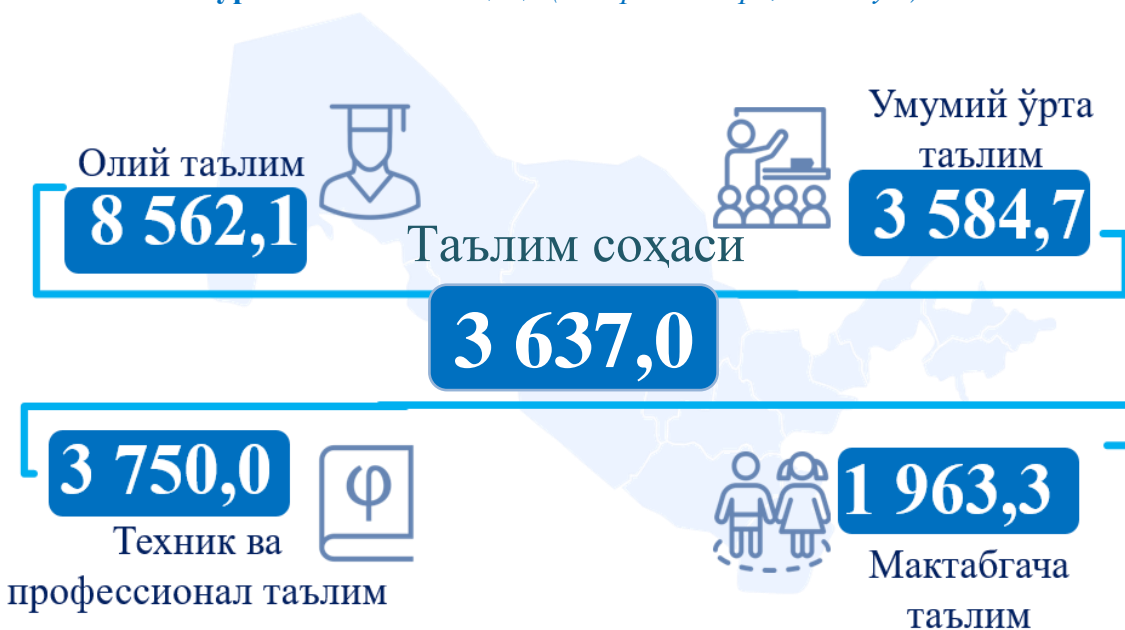 Олий таълим
8 562,1
Умумий ўрта
таълим
3 584,7
Таълим соҳаси
3 637,0
3 750,0
Техник ва
профессионал таълим
φ
1 963,3
Мактабгача
таълим